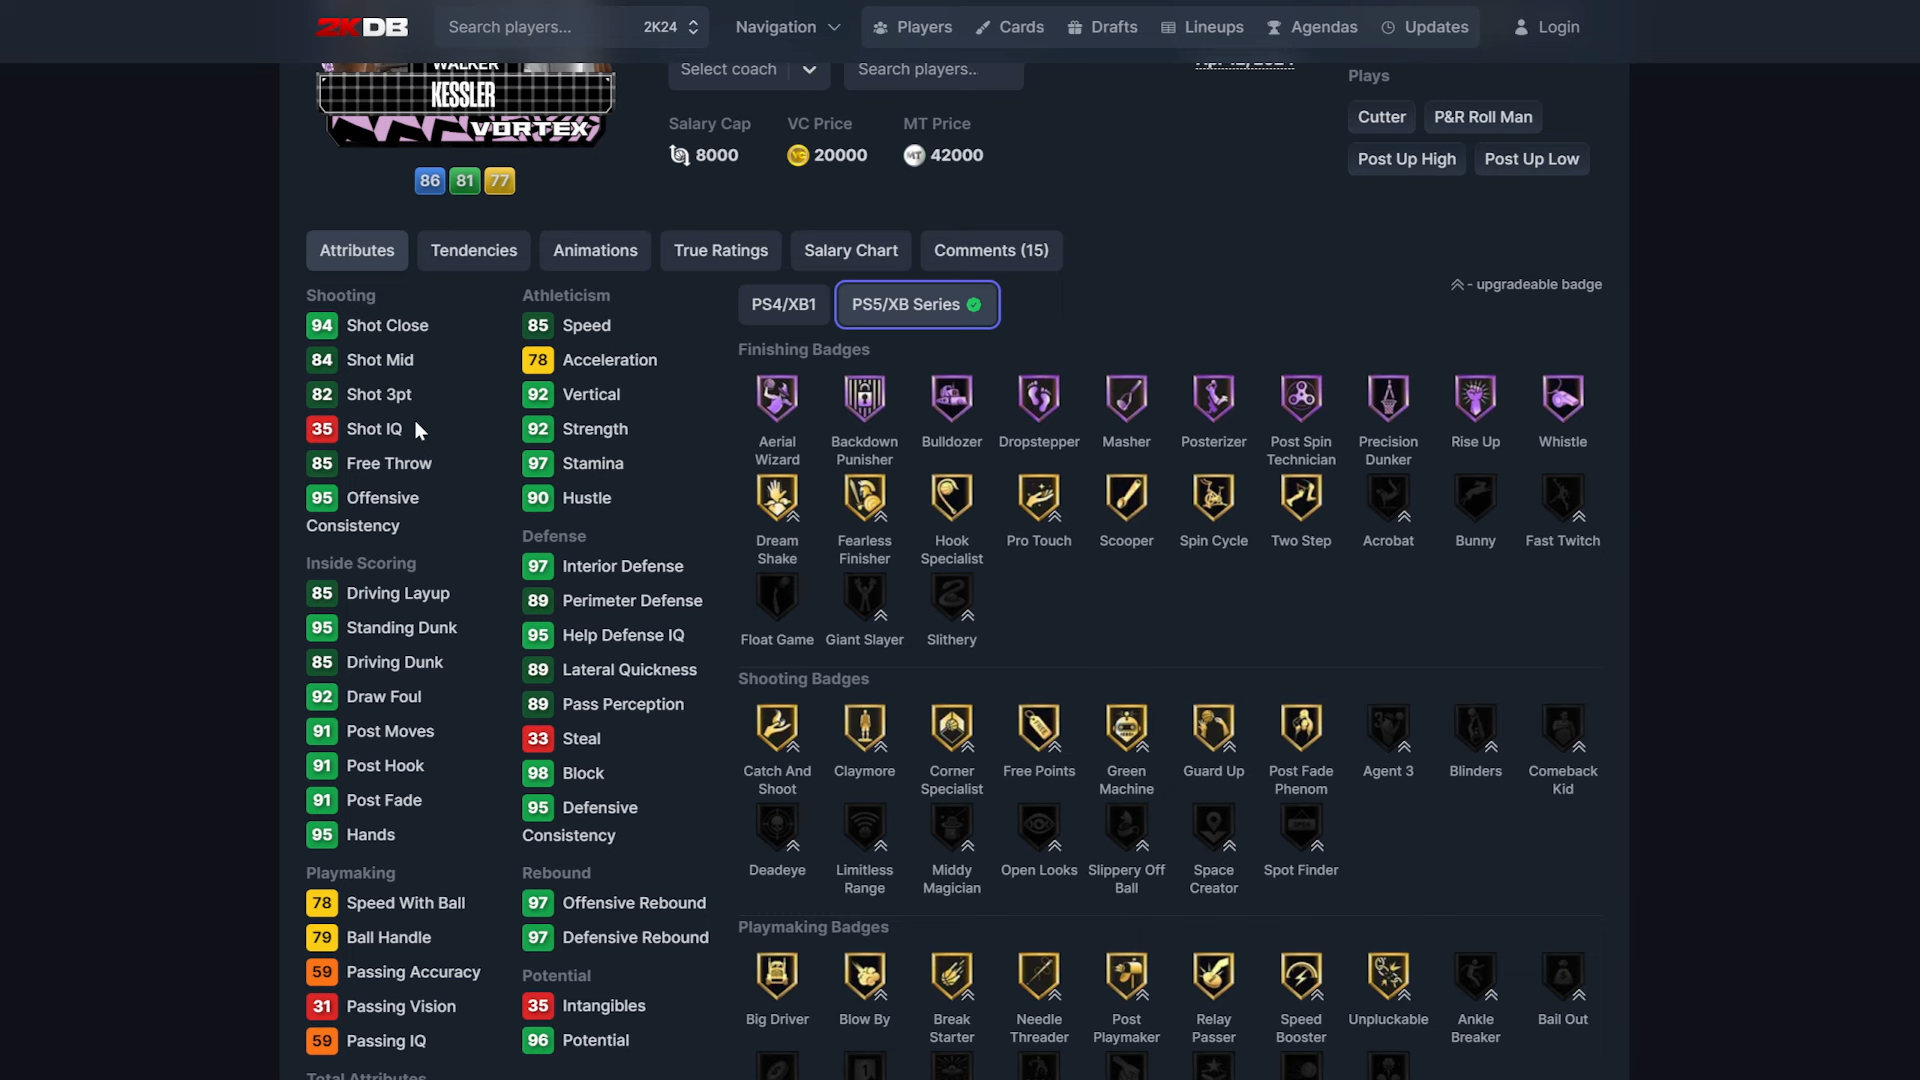 2KDB
Search players...
2K24
Navigation
Players
Cards
Drafts
Lineups
Agendas
Updates
Login
WALKER
KESSLER
VORTEX
86 81 77
Select coach
Search players..
Salary Cap
VC Price
MT Price
8000
20000
42000
Plays
Cutter
P&R Roll Man
Post Up High
Post Up Low
Attributes
Tendencies
Animations
True Ratings
Salary Chart
Comments (15)
- upgradeable badge
Shooting
94 Shot Close
84 Shot Mid
82 Shot 3pt
35 Shot IQ
85 Free Throw
95 Offensive
Consistency
Inside Scoring
85 Driving Layup
95 Standing Dunk
85 Driving Dunk
92 Draw Foul
91 Post Moves
91 Post Hook
91 Post Fade
95 Hands
Playmaking
78 Speed With Ball
79 Ball Handle
59 Passing Accuracy
31 Passing Vision
59 Passing IQ
Total Attributes
Athleticism
85 Speed
78 Acceleration
92 Vertical
92 Strength
97 Stamina
90 Hustle
Defense
97 Interior Defense
89 Perimeter Defense
95 Help Defense IQ
89 Lateral Quickness
89 Pass Perception
33 Steal
98 Block
95 Defensive
Consistency
Rebound
97 Offensive Rebound
97 Defensive Rebound
Potential
35 Intangibles
96 Potential
PS4/XB1
PS5/XB Series
Finishing Badges
Aerial
Wizard
Backdown
Punisher
Bulldozer
Dropstepper
Masher
Posterizer
Post Spin
Technician
Precision
Dunker
Rise Up
Whistle
Dream
Shake
Fearless
Finisher
Hook
Specialist
Pro Touch
Scooper
Spin Cycle
Two Step
Acrobat
Bunny
Fast Twitch
Float Game
Giant Slayer
Slithery
Shooting Badges
Catch And
Shoot
Claymore
Corner
Specialist
Free Points
Green
Machine
Guard Up
Post Fade
Phenom
Agent 3
Blinders
Comeback
Kid
Deadeye
Limitless
Range
Middy
Magician
Open Looks
Slippery Off
Ball
Space
Creator
Spot Finder
Playmaking Badges
Big Driver
Blow By
Break
Starter
Needle
Threader
Post
Playmaker
Relay
Passer
Speed
Booster
Unpluckable
Ankle
Breaker
Bail Out